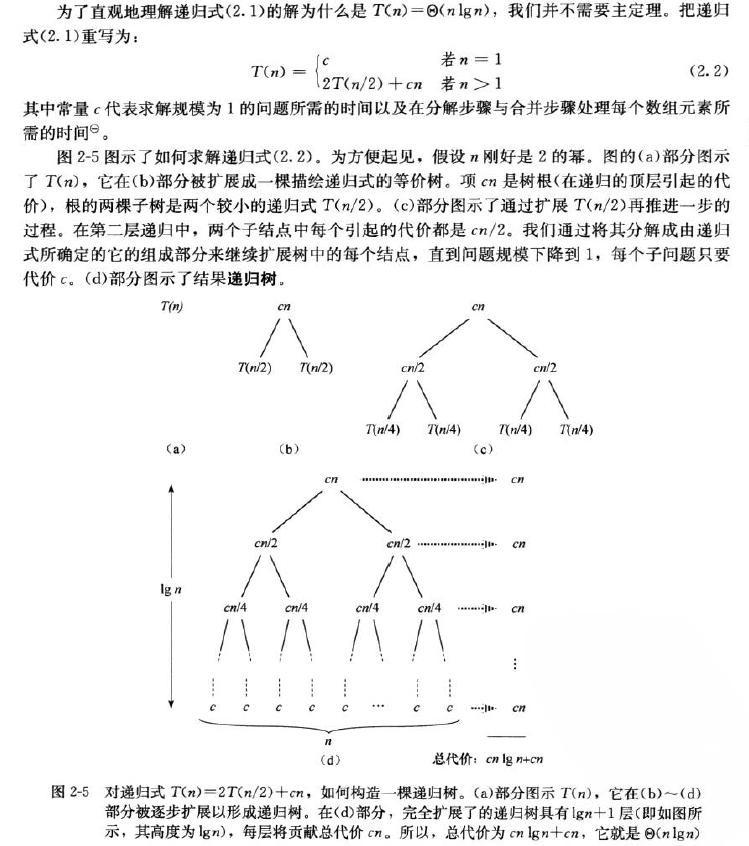 为了直观地理解递归式(2.1)的解为什么是 T(n)=Θ(nlgn)，我们并不需要主定理。把递归
式(2.1)重写为：
T(n) = { c 若 n = 1
2T(n/2) + cn 若 n > 1 (2.2)
其中常量 c 代表求解规模为 1 的问题所需的时间以及在分解步骤与合并步骤处理每个数组元素所
需的时间㊀。
图 2-5 图示了如何求解递归式(2.2)。为方便起见，假设 n 刚好是 2 的幂。图的(a)部分图示
了 T(n)，它在(b)部分被扩展成一棵描绘递归式的等价树。项 cn 是树根(在递归的顶层引起的代
价)，根的两棵子树是两个较小的递归式 T(n/2)。(c)部分图示了通过扩展 T(n/2)再推进一步的
过程。在第二层递归中，两个子结点中每个引起的代价都是 cn/2。我们通过将其分解成由递归
式所确定的它的组成部分来继续扩展树中的每个结点，直到问题规模下降到 1，每个子问题只要
代价 c。(d)部分图示了结果递归树。
T(n) cn cn
T(n/2) T(n/2) cn/2 cn/2
T(n/4) T(n/4) T(n/4) T(n/4)
(a) (b) (c)
cn cn
cn/2 cn/2 cn
lg n
cn/4 cn/4 cn/4 cn/4 cn
⋮
c c c c c … c c cn
n
(d) 总代价：cn lg n+cn
图 2-5 对递归式 T(n)=2T(n/2)+cn，如何构造一棵递归树。(a)部分图示 T(n)，它在(b)～(d)
部分被逐步扩展以形成递归树。在(d)部分，完全扩展了的递归树具有lgn+1 层(即如图所
示，其高度为lgn)，每层将贡献总代价 cn。所以，总代价为 cn lgn+cn，它就是 Θ(nlgn)